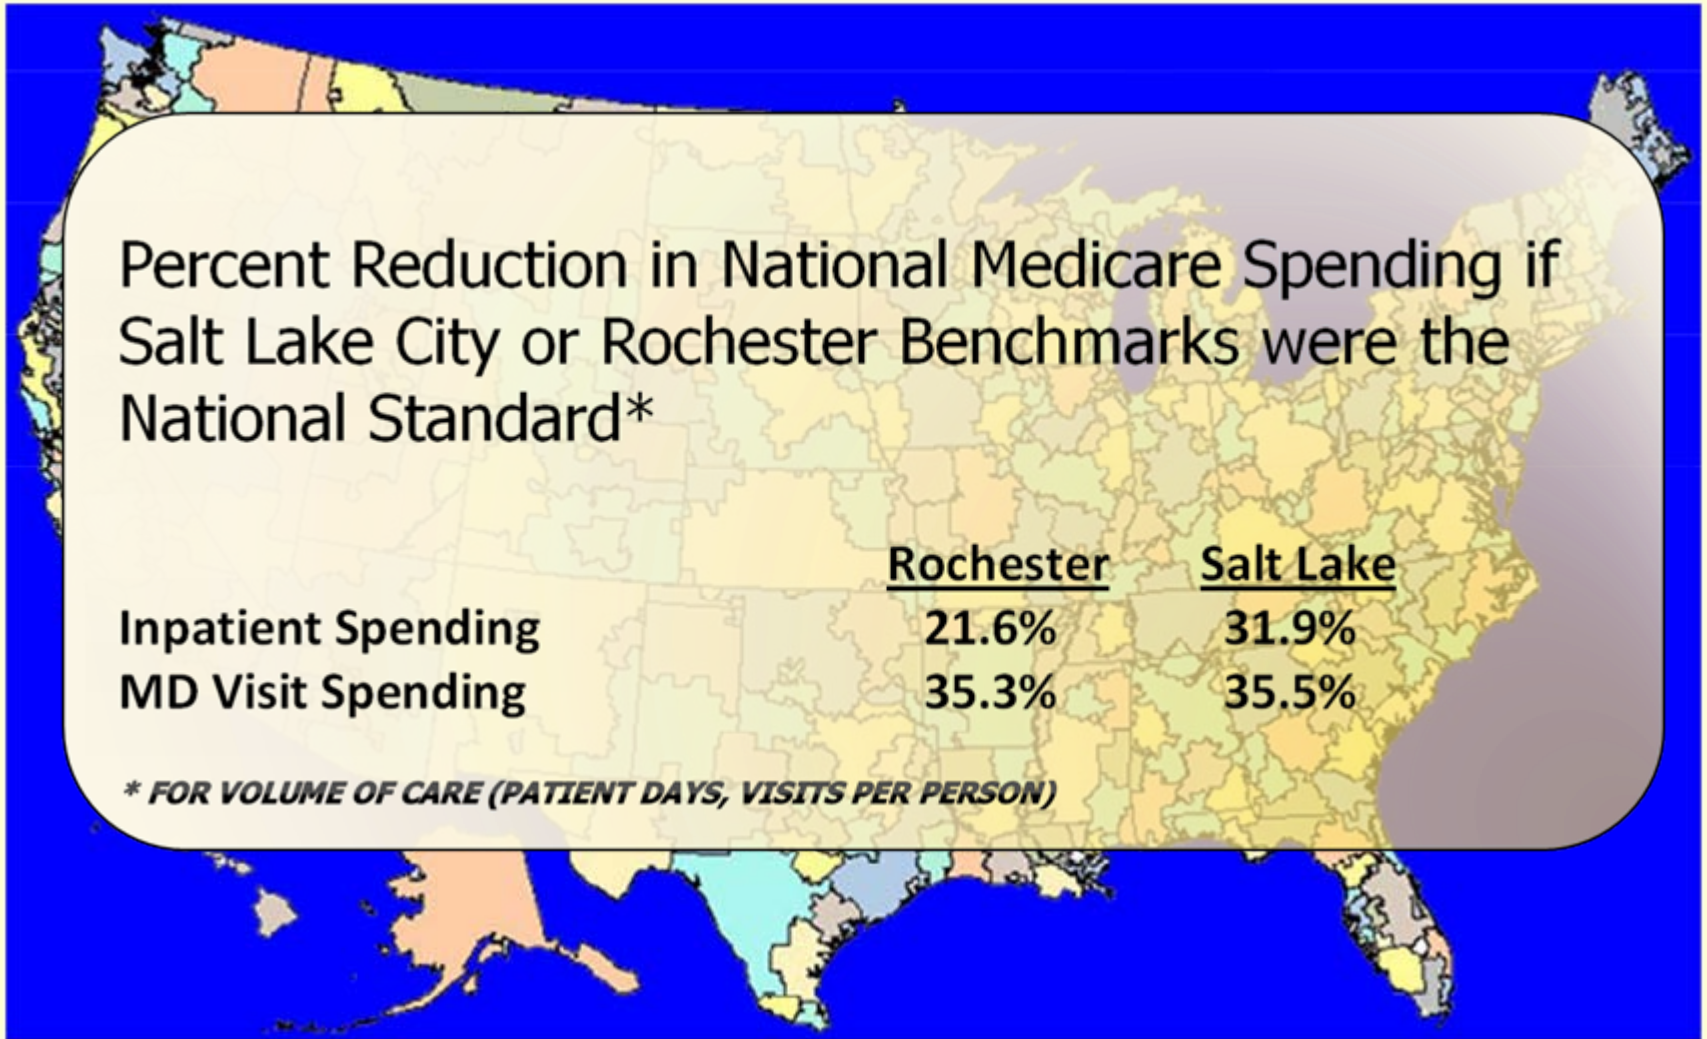 Percent Reduction in National Medicare Spending if
Salt Lake City or Rochester Benchmarks were the
National Standard*
Rochester Salt Lake
Inpatient Spending 21.6% 31.9%
MD Visit Spending 35.3% 35.5%
* FOR VOLUME OF CARE (PATIENT DAYS, VISITS PER PERSON)